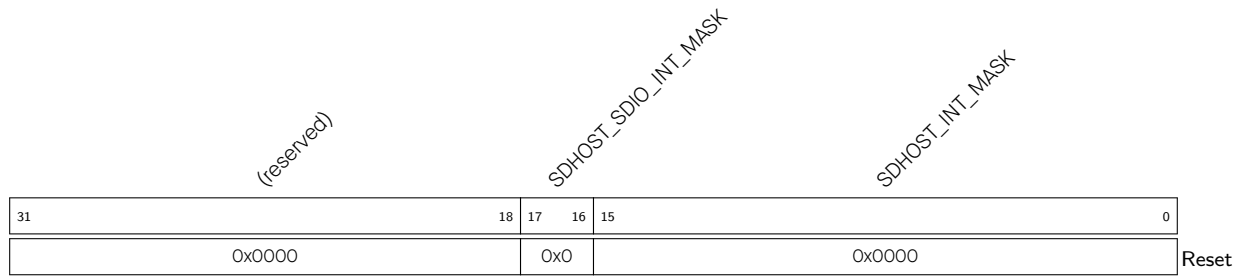 (reserved)
SDHOST_SDIO_INT_MASK
SDHOST_INT_MASK
31 18 17 16 15 0
0x0000 0x0 0x0000 Reset